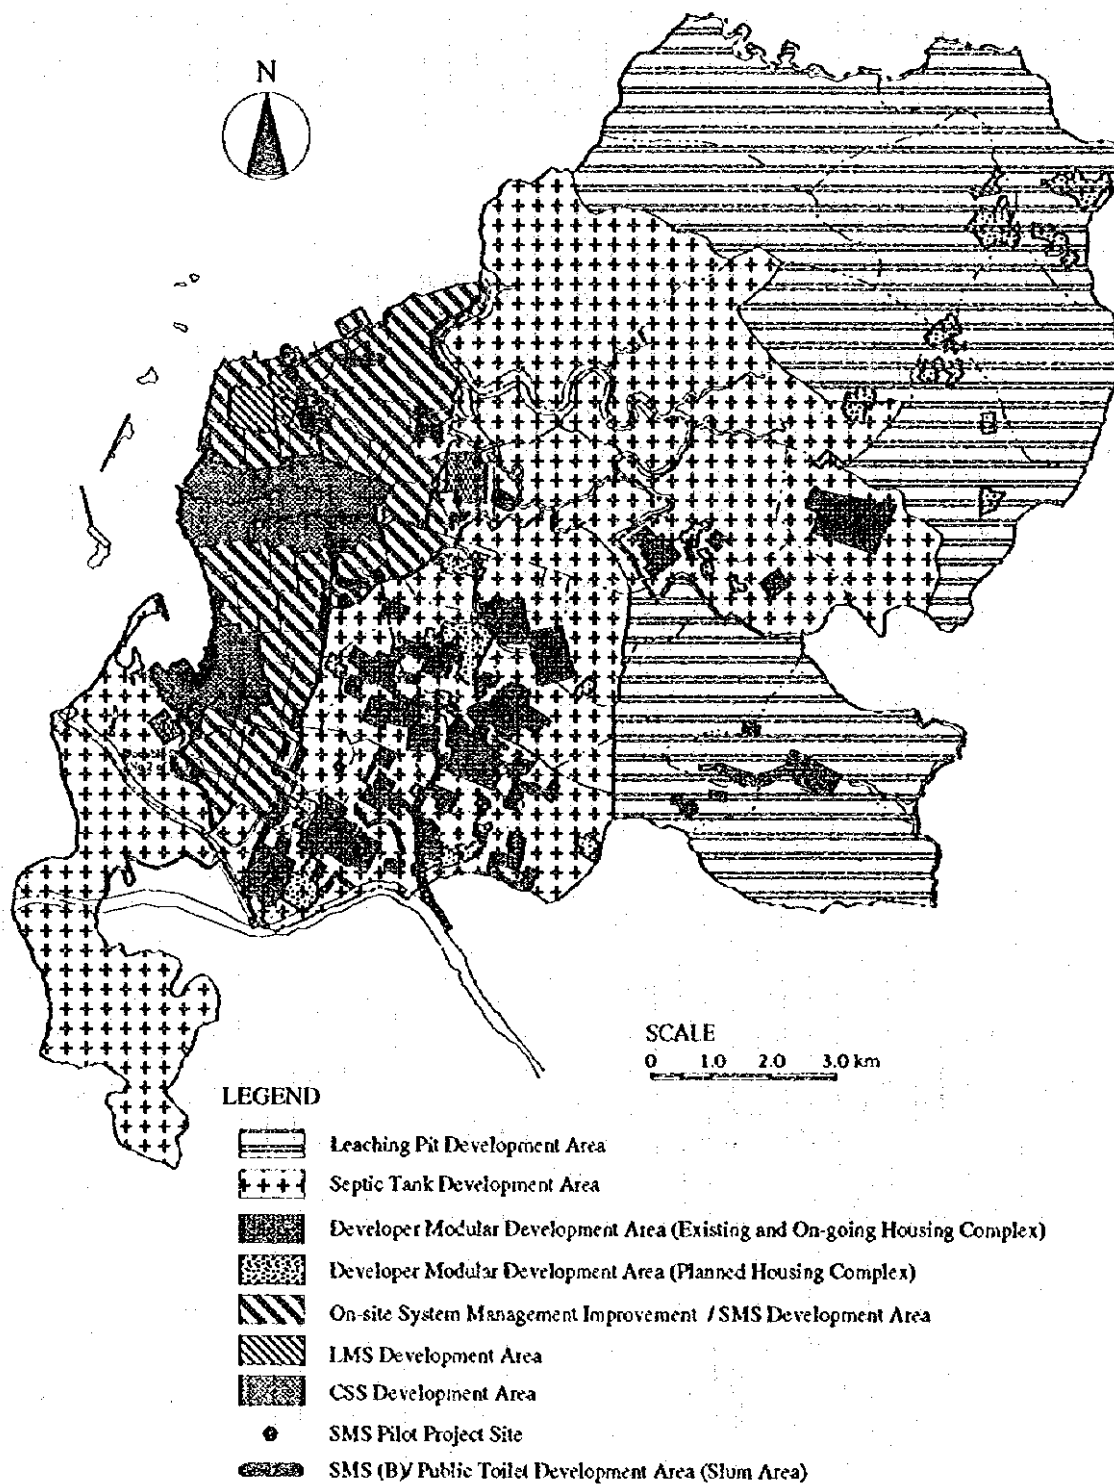 N
SCALE
0 1.0 2.0 3.0 km
LEGEND
Leaching Pit Development Area
Septic Tank Development Area
Developer Modular Development Area (Existing and On-going Housing Complex)
Developer Modular Development Area (Planned Housing Complex)
On-site System Management Improvement / SMS Development Area
LMS Development Area
CSS Development Area
SMS Pilot Project Site
SMS (B)/ Public Toilet Development Area (Slum Area)